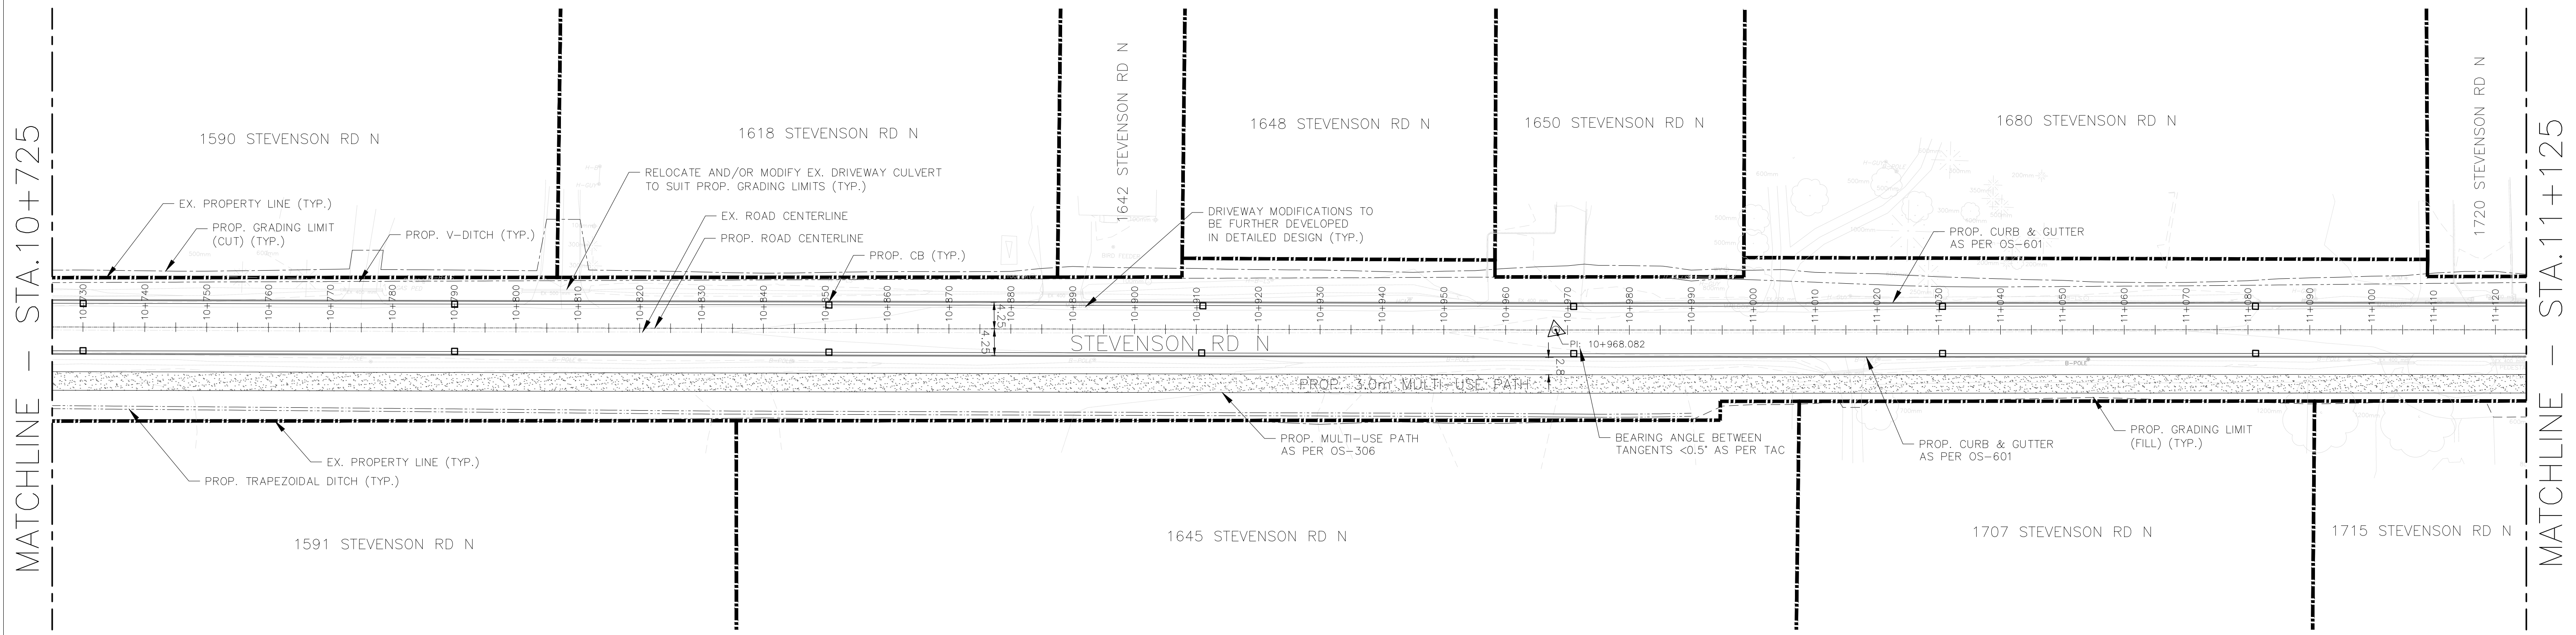 MATCHLINE - STA.10+725
1590 STEVENSON RD N
1618 STEVENSON RD N
1642 STEVENSON RD N
1648 STEVENSON RD N
1650 STEVENSON RD N
1680 STEVENSON RD N
1720 STEVENSON RD N
MATCHLINE - STA.11+125
EX. PROPERTY LINE (TYP.)
PROP. GRADING LIMIT
(CUT) (TYP.)
PROP. V-DITCH (TYP.)
RELOCATE AND/OR MODIFY EX. DRIVEWAY CULVERT
TO SUIT PROP. GRADING LIMITS (TYP.)
EX. ROAD CENTERLINE
PROP. ROAD CENTERLINE
PROP. CB (TYP.)
DRIVEWAY MODIFICATIONS TO
BE FURTHER DEVELOPED
IN DETAILED DESIGN (TYP.)
PROP. CURB & GUTTER
AS PER OS-601
10+730
10+740
10+750
10+760
10+770
10+780
10+790
10+800
10+810
10+820
10+830
10+840
10+850
10+860
10+870
10+880
10+890
10+900
10+910
10+920
10+930
10+940
10+950
10+960
10+970
10+980
10+990
11+000
11+010
11+020
11+030
11+040
11+050
11+060
11+070
11+080
11+090
11+100
11+110
11+120
4.25
4.25
STEVENSON RD N
PI: 10+968.082
2.8
B-POLE
PROP. 3.0m MULTI-USE PATH
PROP. MULTI-USE PATH
AS PER OS-306
BEARING ANGLE BETWEEN
TANGENTS <0.5° AS PER TAC
PROP. CURB & GUTTER
AS PER OS-601
PROP. GRADING LIMIT
(FILL) (TYP.)
EX. PROPERTY LINE (TYP.)
PROP. TRAPEZOIDAL DITCH (TYP.)
1591 STEVENSON RD N
1645 STEVENSON RD N
1707 STEVENSON RD N
1715 STEVENSON RD N